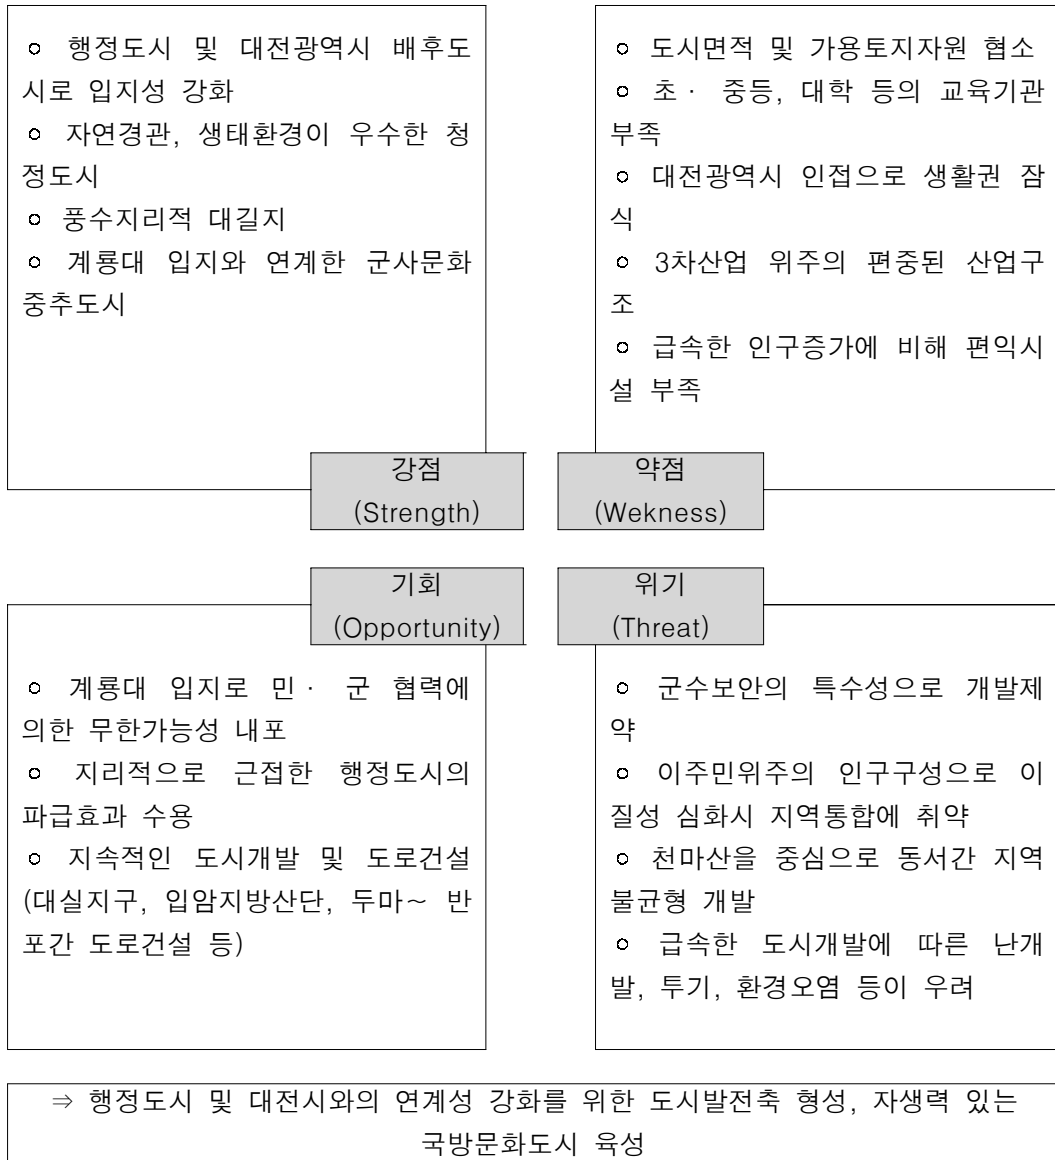 ㅇ 행정도시 및 대전광역시 배후도
시로 입지성 강화
ㅇ 자연경관, 생태환경이 우수한 청
정도시
ㅇ 풍수지리적 대길지
ㅇ 계룡대 입지와 연계한 군사문화
중추도시
강점
(Strength)
ㅇ 도시면적 및 가용토지자원 협소
ㅇ 초· 중등, 대학 등의 교육기관
부족
ㅇ 대전광역시 인접으로 생활권 잠
식
ㅇ 3차산업 위주의 편중된 산업구
조
ㅇ 급속한 인구증가에 비해 편익시
설 부족
약점
(Wekness)
기회
(Opportunity)
ㅇ 계룡대 입지로 민· 군 협력에
의한 무한가능성 내포
ㅇ 지리적으로 근접한 행정도시의
파급효과 수용
ㅇ 지속적인 도시개발 및 도로건설
(대실지구, 입암지방산단, 두마~ 반
포간 도로건설 등)
위기
(Threat)
ㅇ 군수보안의 특수성으로 개발제
약
ㅇ 이주민위주의 인구구성으로 이
질성 심화시 지역통합에 취약
ㅇ 천마산을 중심으로 동서간 지역
불균형 개발
ㅇ 급속한 도시개발에 따른 난개
발, 투기, 환경오염 등이 우려
⇒ 행정도시 및 대전시와의 연계성 강화를 위한 도시발전축 형성, 자생력 있는
국방문화도시 육성